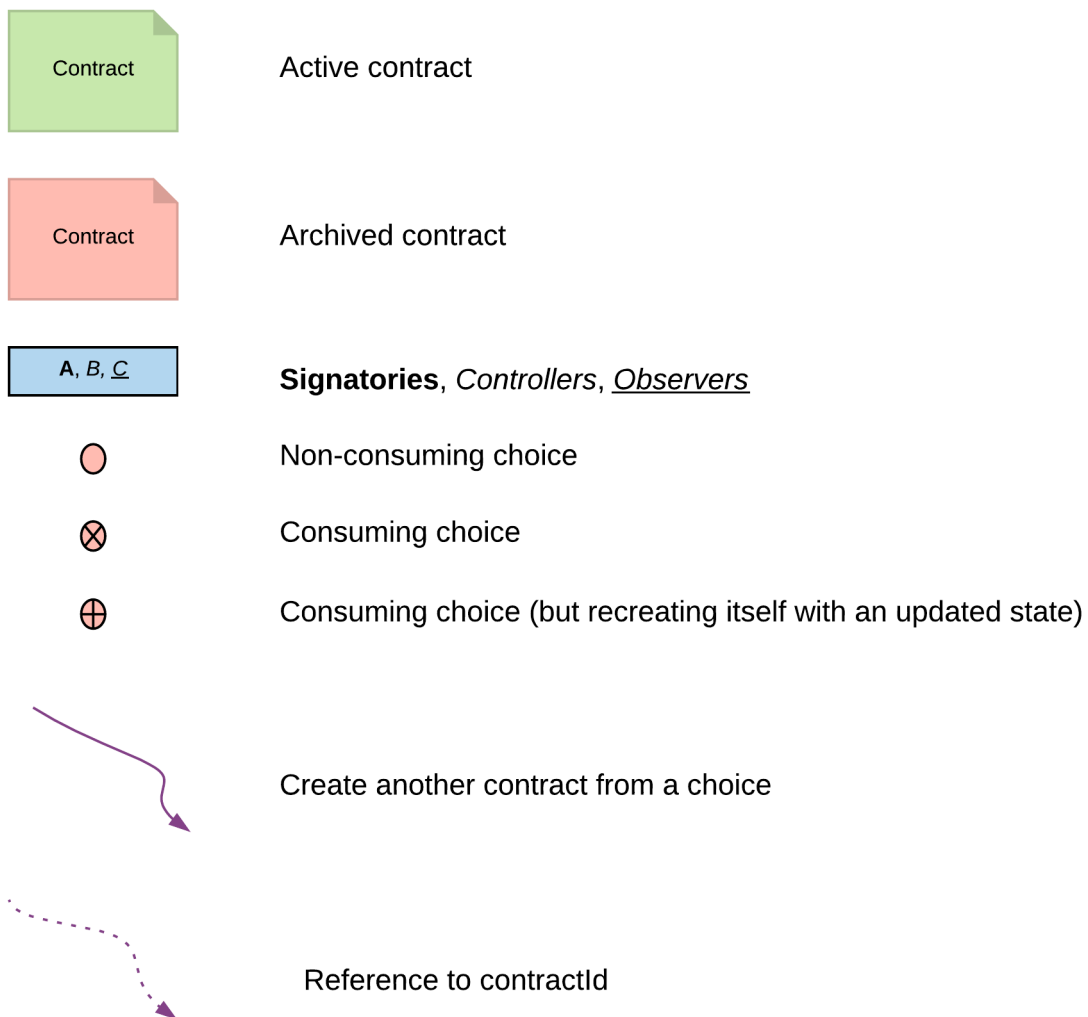 Contract
Active contract
Contract
Archived contract
A, B, C
Signatories, Controllers, Observers
Non-consuming choice
Consuming choice
Consuming choice (but recreating itself with an updated state)
Create another contract from a choice
Reference to contractId